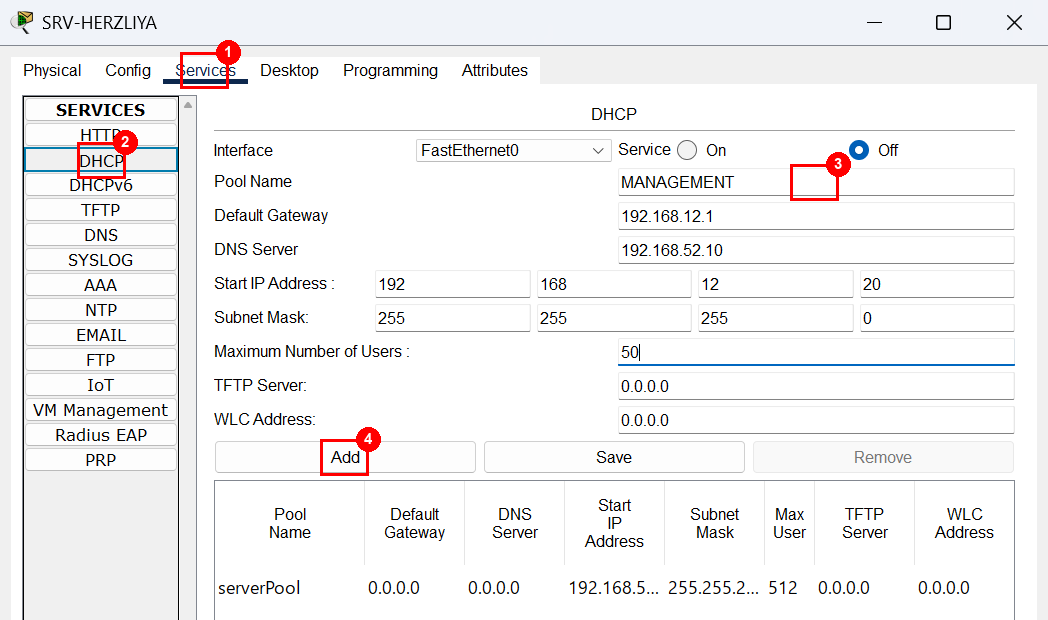 SRV-HERZLIYA
1
Physical Config Services Desktop Programming Attributes
SERVICES
HTTP
2
DHCP
DHCPv6
TFTP
DNS
SYSLOG
AAA
NTP
EMAIL
FTP
IoT
VM Management
Radius EAP
PRP
DHCP
Interface FastEthernet0 Service On Off
3
Pool Name MANAGEMENT
Default Gateway 192.168.12.1
DNS Server 192.168.52.10
Start IP Address : 192 168 12 20
Subnet Mask: 255 255 255 0
Maximum Number of Users : 50
TFTP Server: 0.0.0.0
WLC Address: 0.0.0.0
4
Add Save Remove
Pool Name Default Gateway DNS Server Start IP Address Subnet Mask Max User TFTP Server WLC Address
serverPool 0.0.0.0 0.0.0.0 192.168.5... 255.255.2... 512 0.0.0.0 0.0.0.0